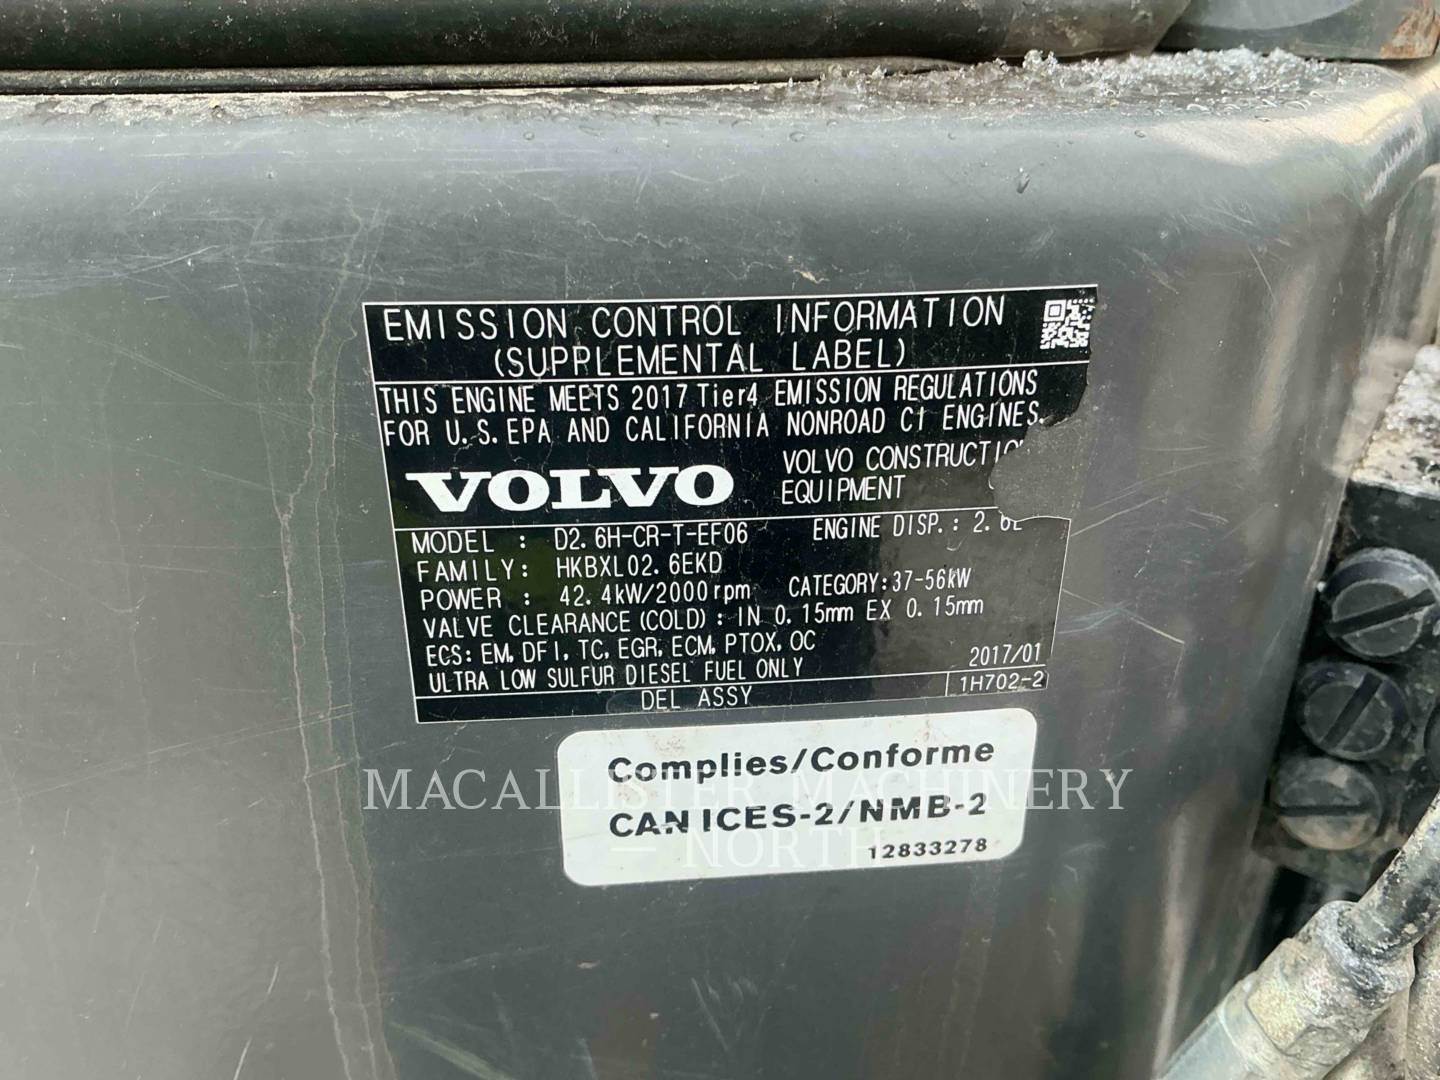 EMISSION CONTROL INFORMATION
(SUPPLEMENTAL LABEL)
THIS ENGINE MEETS 2017 Tier4 EMISSION REGULATIONS
FOR U.S. EPA AND CALIFORNIA NONROAD CI ENGINES.
VOLVO
VOLVO CONSTRUCTION
EQUIPMENT
MODEL : D2.6H-CR-T-EF06 ENGINE DISP.: 2.6L
FAMILY: HKBXL02.6EKD
POWER : 42.4kW/2000rpm CATEGORY:37-56kW
VALVE CLEARANCE(COLD): IN 0.15mm EX 0.15mm
ECS: EM, DFI, TC, EGR, ECM, PTOX, OC
ULTRA LOW SULFUR DIESEL FUEL ONLY 2017/01
DEL ASSY 1H702-2
Complies/Conforme
MACALLISTER MACHINERY
CAN ICES-2/NMB-2
NORTH
12833278